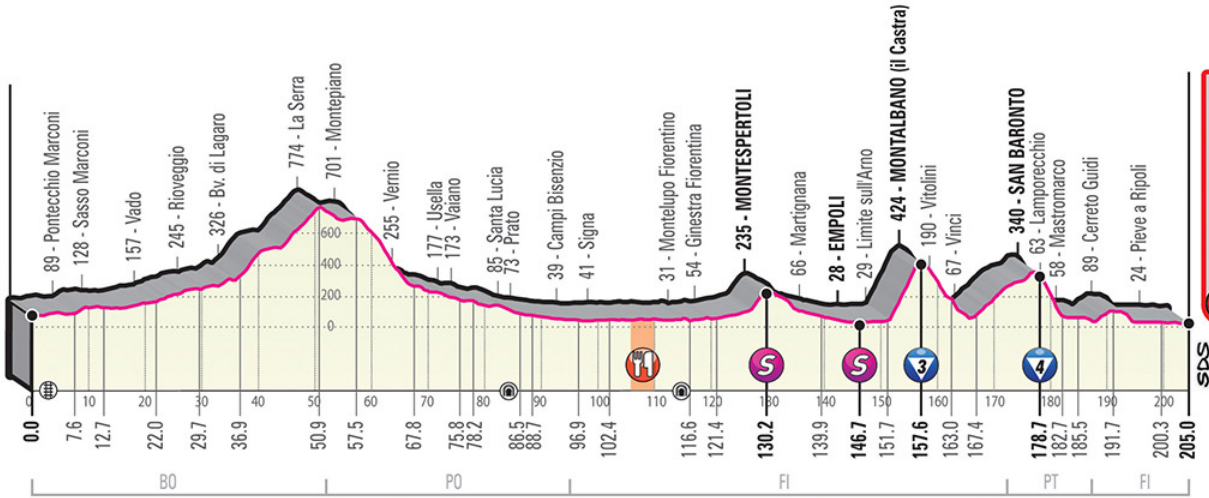 89 - Pontecchio Marconi
128 - Sasso Marconi
157 - Vado
245 - Rioveggio
326 - Bv. di Lagaro
774 - La Serra
701 - Montepiano
255 - Vernio
177 - Usella
173 - Vaiano
85 - Santa Lucia
73 - Prato
39 - Campi Bisenzio
41 - Signa
31 - Montelupo Fiorentino
54 - Ginestra Fiorentina
235 - MONTESPERTOLI
66 - Martignana
28 - EMPOLI
29 - Limite sull'Arno
424 - MONTALBANO (il Castra)
190 - Vitolini
67 - Vinci
340 - SAN BARONTO
63 - Lamporecchio
58 - Mastromarco
89 - Cerreto Guidi
24 - Pieve a Ripoli
600
400
200
0
S
S
3
4
SDS
0 10 20 30 40 50 60 70 80 90 100 110 120 130 140 150 160 170 180 190 200
0.0
7.6
12.7
22.0
29.7
36.9
50.9
57.5
67.8
75.8
78.2
86.5
88.7
96.9
102.4
116.6
121.4
130.2
139.9
146.7
151.7
157.6
163.0
167.4
178.7
182.7
185.5
191.7
200.3
205.0
BO PO FI PT FI